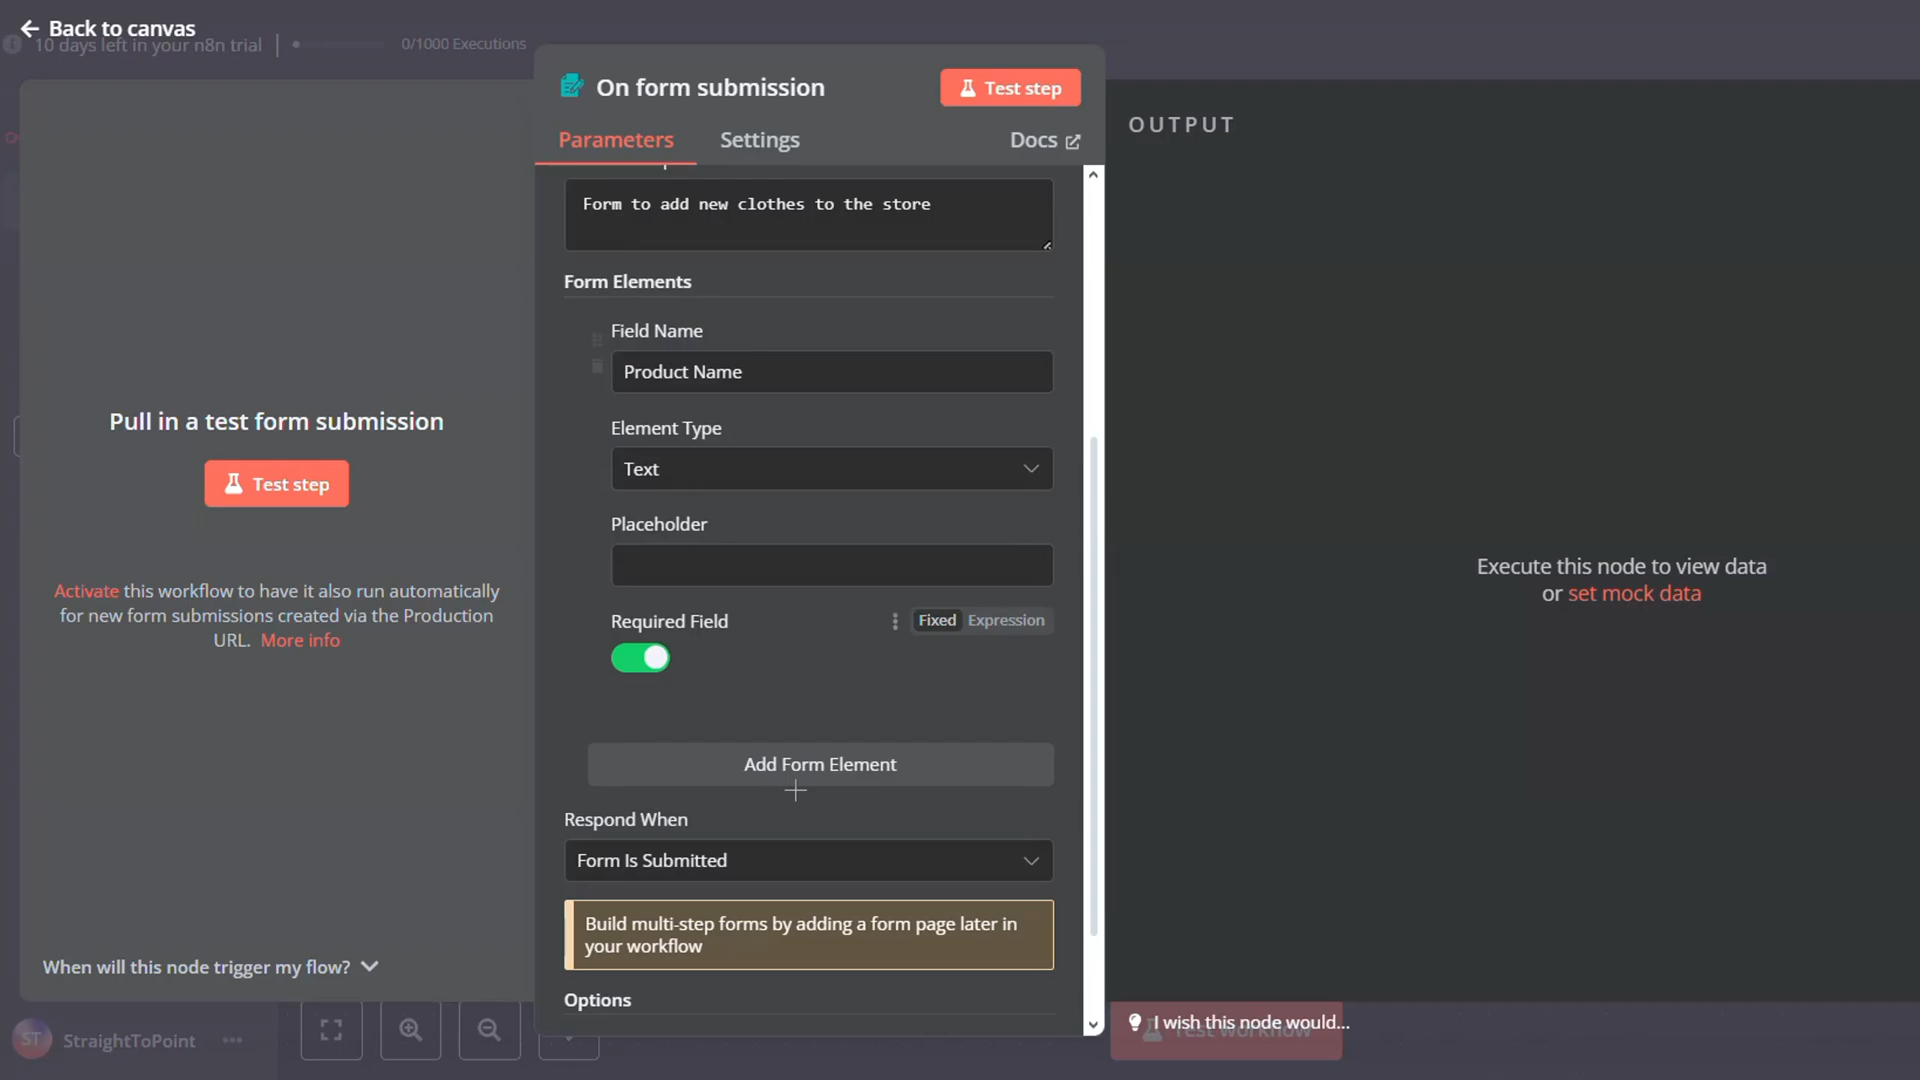 Back to canvas
10 days left in your n8n trial
0/1000 Executions
On form submission
Test step
Parameters
Settings
Docs
OUTPUT
Form to add new clothes to the store
Form Elements
Field Name
Product Name
Element Type
Text
Placeholder
Required Field
Fixed
Expression
Add Form Element
Respond When
Form Is Submitted
Build multi-step forms by adding a form page later in
your workflow
Options
Pull in a test form submission
Test step
Activate this workflow to have it also run automatically
for new form submissions created via the Production
URL. More info
When will this node trigger my flow?
Execute this node to view data
or set mock data
ST
StraightToPoint
I wish this node would...
Test workflow